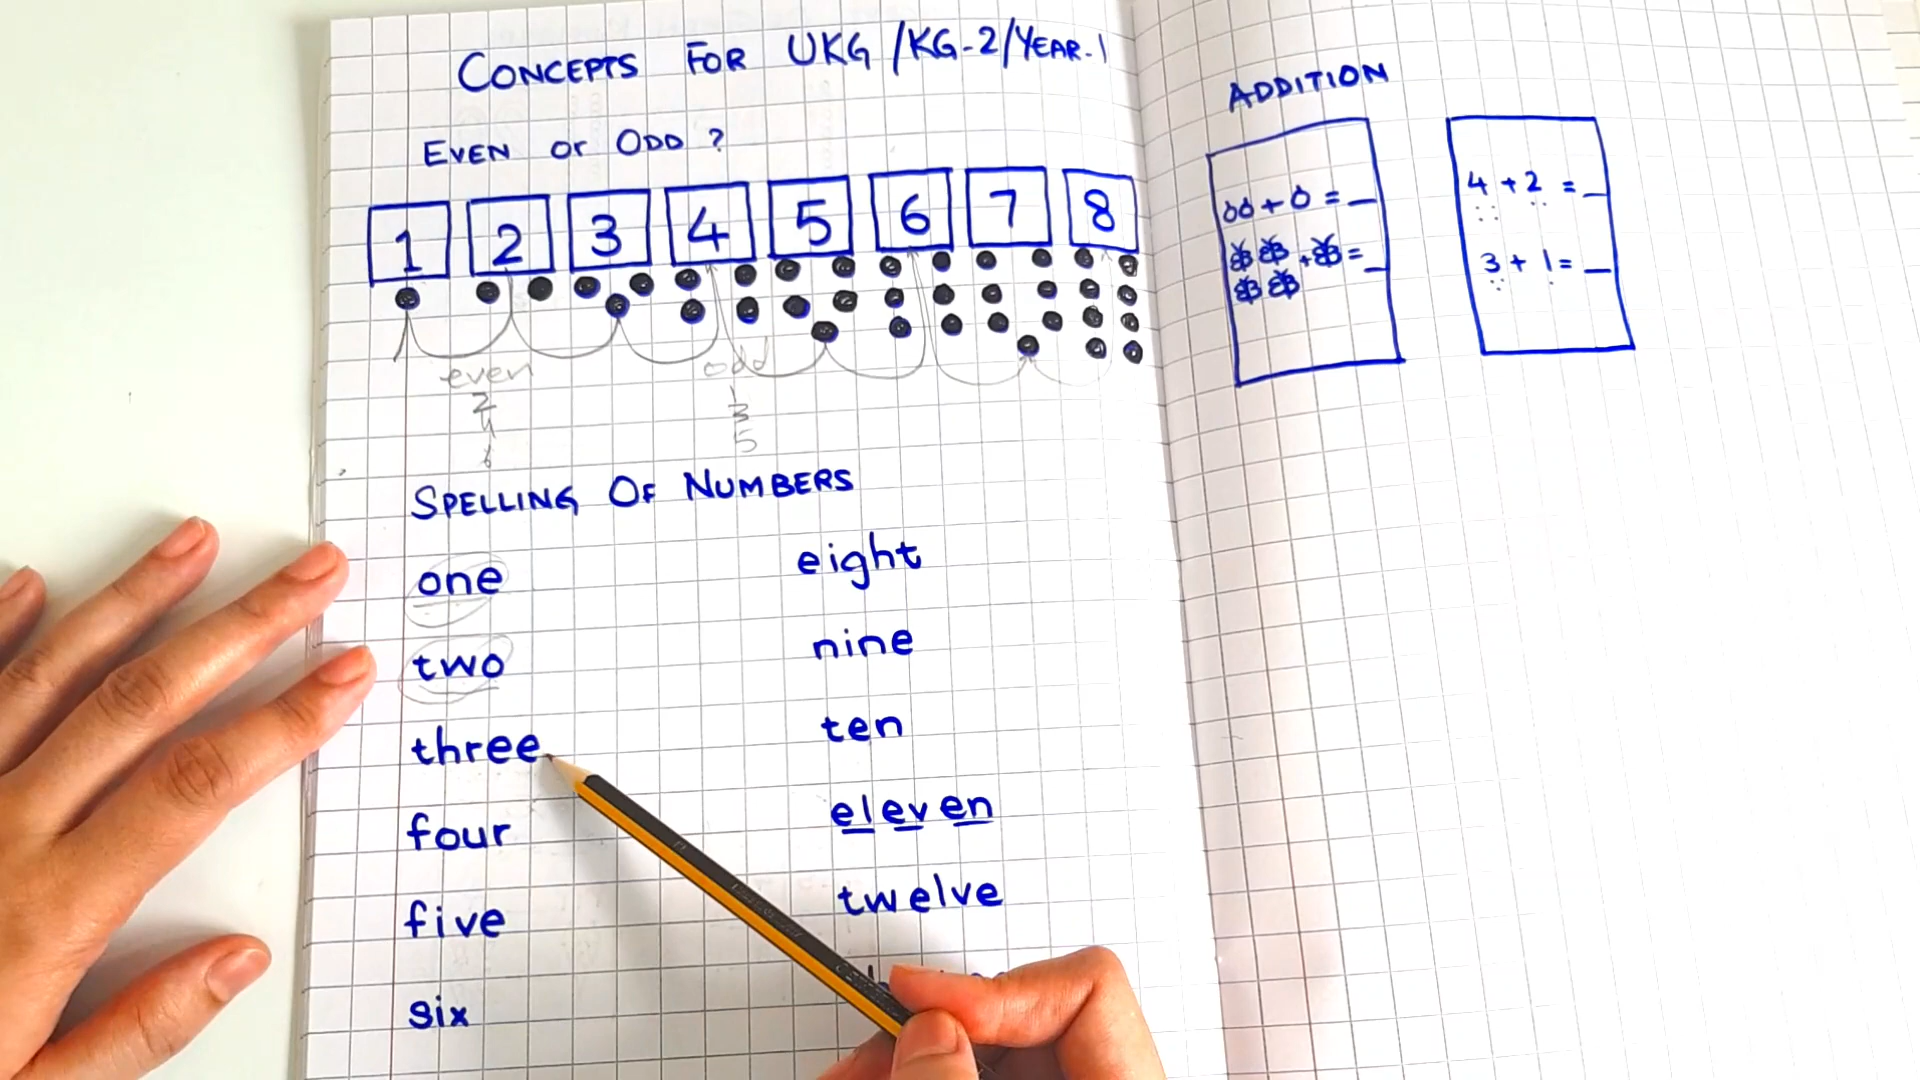 CONCEPTS FOR UKG/KG-2/YEAR-1
EVEN or ODD?
1 2 3 4 5 6 7 8
even
2
4
6
odd
1
3
5
SPELLING OF NUMBERS
one
two
three
four
five
six
eight
nine
ten
eleven
twelve
ADDITION
+ = _
+ = _
4 + 2 = _
3 + 1 = _